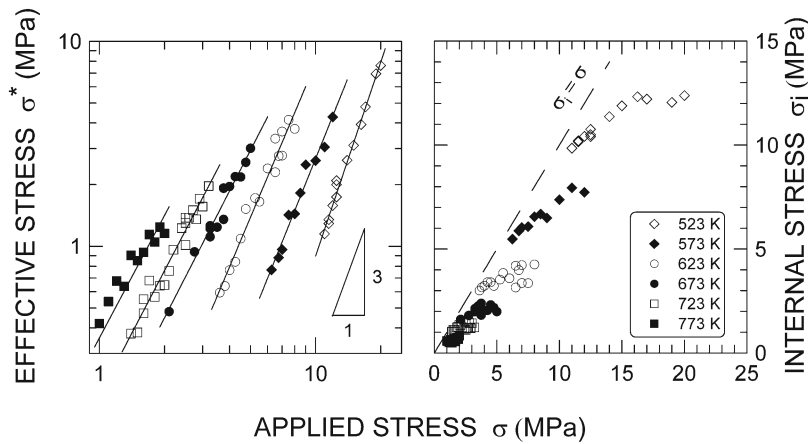 EFFECTIVE STRESS σ* (MPa)
10
1
1
10
3
1
σᵢ = σ
INTERNAL STRESS σᵢ (MPa)
15
10
5
0
0
5
10
15
20
25
523 K
573 K
623 K
673 K
723 K
773 K
APPLIED STRESS σ (MPa)